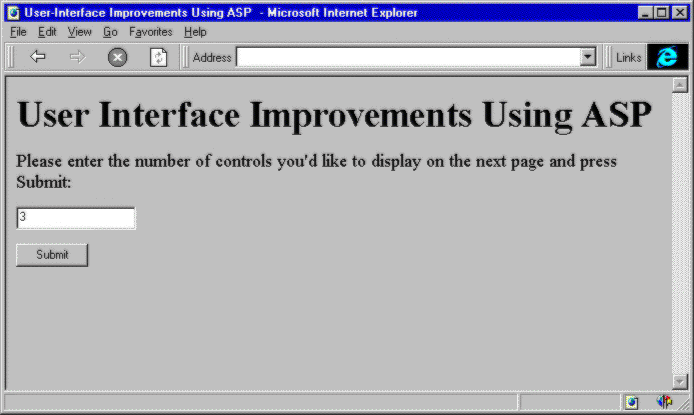 User-Interface Improvements Using ASP - Microsoft Internet Explorer
File Edit View Go Favorites Help
Address Links
User Interface Improvements Using ASP
Please enter the number of controls you'd like to display on the next page and press
Submit:
3
Submit